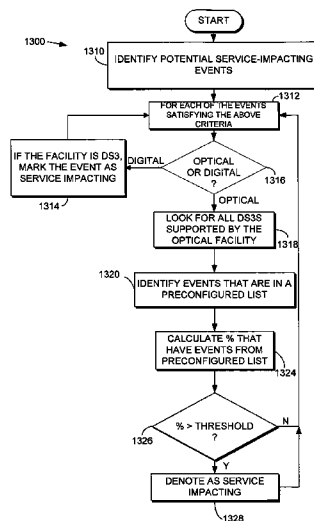 START
1300
1310
IDENTIFY POTENTIAL SERVICE-IMPACTING
EVENTS
1312
FOR EACH OF THE EVENTS
SATISFYING THE ABOVE
CRITERIA
IF THE FACILITY IS DS3,
MARK THE EVENT AS
SERVICE IMPACTING
1314
DIGITAL
OPTICAL
OR DIGITAL
?
1316
OPTICAL
LOOK FOR ALL DS3S
SUPPORTED BY THE
OPTICAL FACILITY
1318
1320
IDENTIFY EVENTS THAT ARE IN A
PRECONFIGURED LIST
CALCULATE % THAT
HAVE EVENTS FROM
PRECONFIGURED LIST
1324
% > THRESHOLD
?
N
1326
Y
DENOTE AS SERVICE
IMPACTING
1328